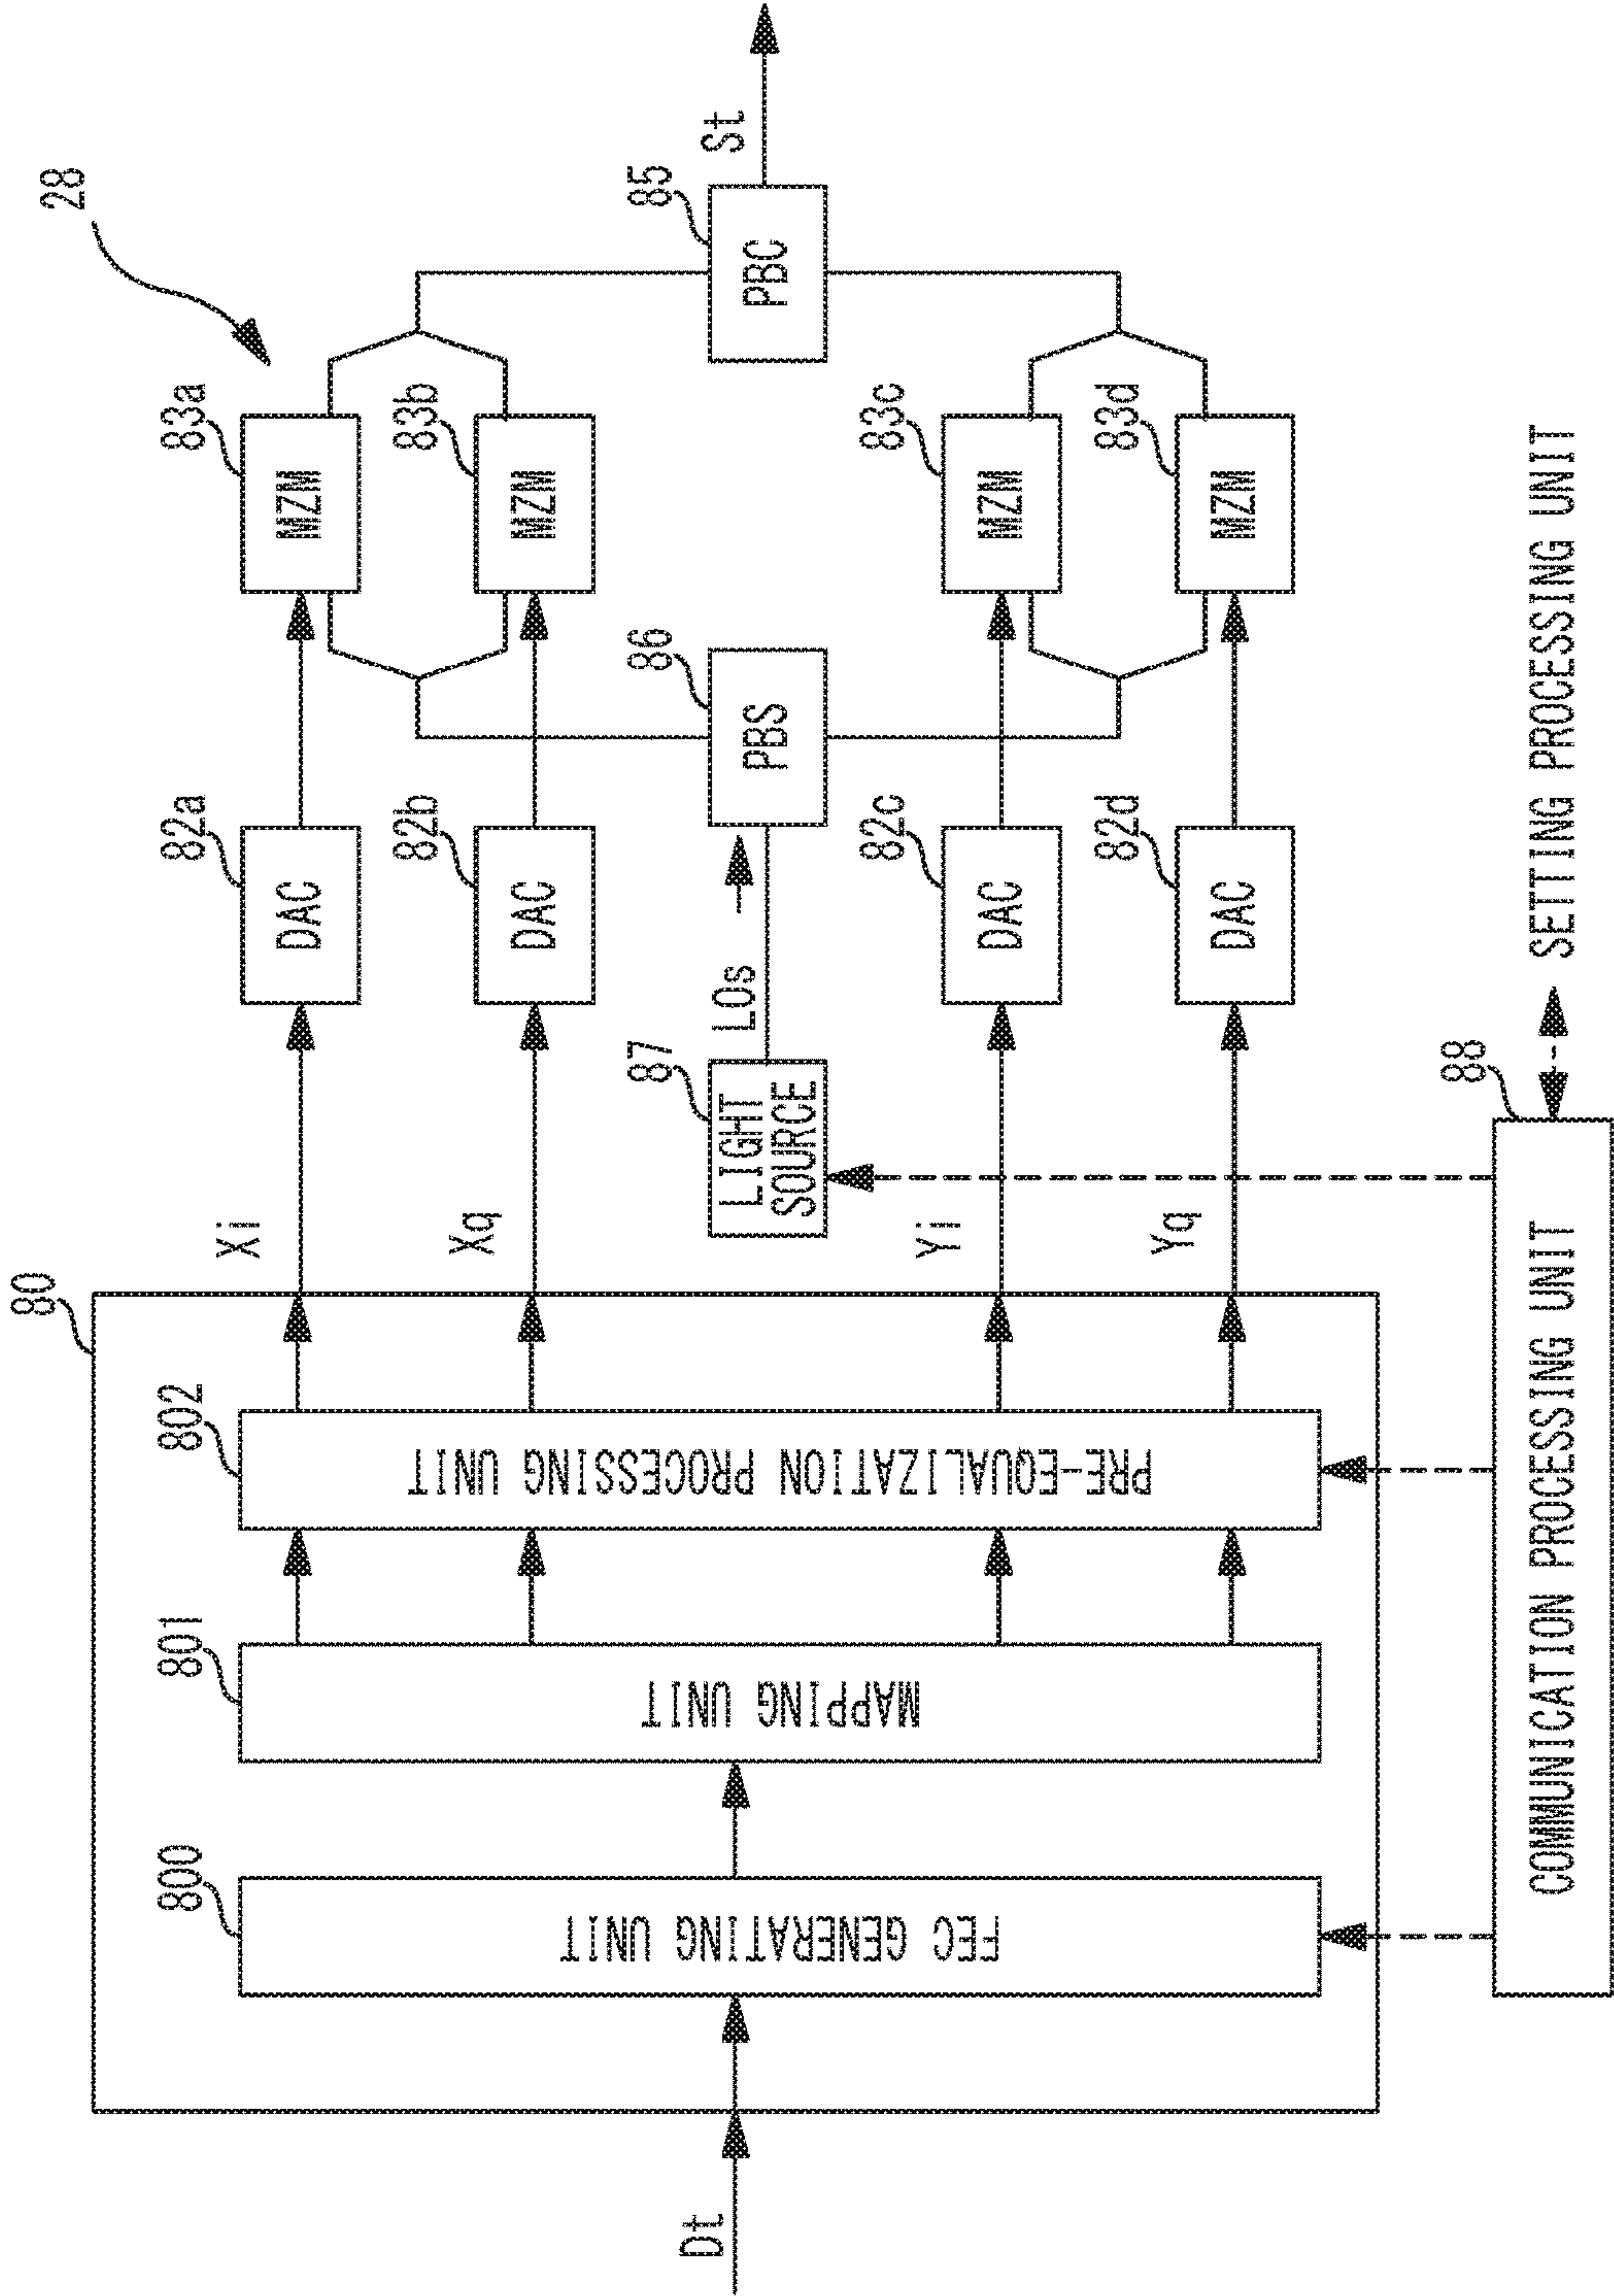 28
80
800
FEC GENERATING UNIT
801
MAPPING UNIT
802
PRE-EQUALIZATION PROCESSING UNIT
Dt
Xi
Xq
Yi
Yq
82a
DAC
82b
DAC
82c
DAC
82d
DAC
87
LIGHT
SOURCE
LOs
86
PBS
83a
MZM
83b
MZM
83c
MZM
83d
MZM
85
PBC
St
88
COMMUNICATION PROCESSING UNIT
SETTING PROCESSING UNIT